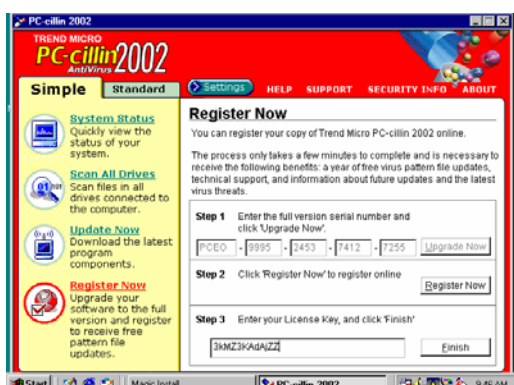 PC-cillin 2002
TREND MICRO
PC-cillin 2002
AntiVirus
Simple
Standard
Settings
HELP
SUPPORT
SECURITY INFO
ABOUT
System Status
Quickly view the
status of your
system.
Scan All Drives
Scan files in all
drives connected to
the computer.
Update Now
Download the latest
program
components.
Register Now
Upgrade your
software to the full
version and register
to receive free
pattern file
updates.
Register Now
You can register your copy of Trend Micro PC-cillin 2002 online.
The process only takes a few minutes to complete and is necessary to
receive the following benefits: a year of free virus pattern file updates,
technical support, and information about future updates and the latest
virus threats.
Step 1 Enter the full version serial number and
click 'Upgrade Now'.
PCEO - 9995 - 2453 - 7412 - 7255 Upgrade Now
Step 2 Click 'Register Now' to register online
Register Now
Step 3 Enter your License Key, and click 'Finish'
3kMZ3KAdAjZZ Finish
Start
Magic Install
PC-cillin 2002
9:46 AM